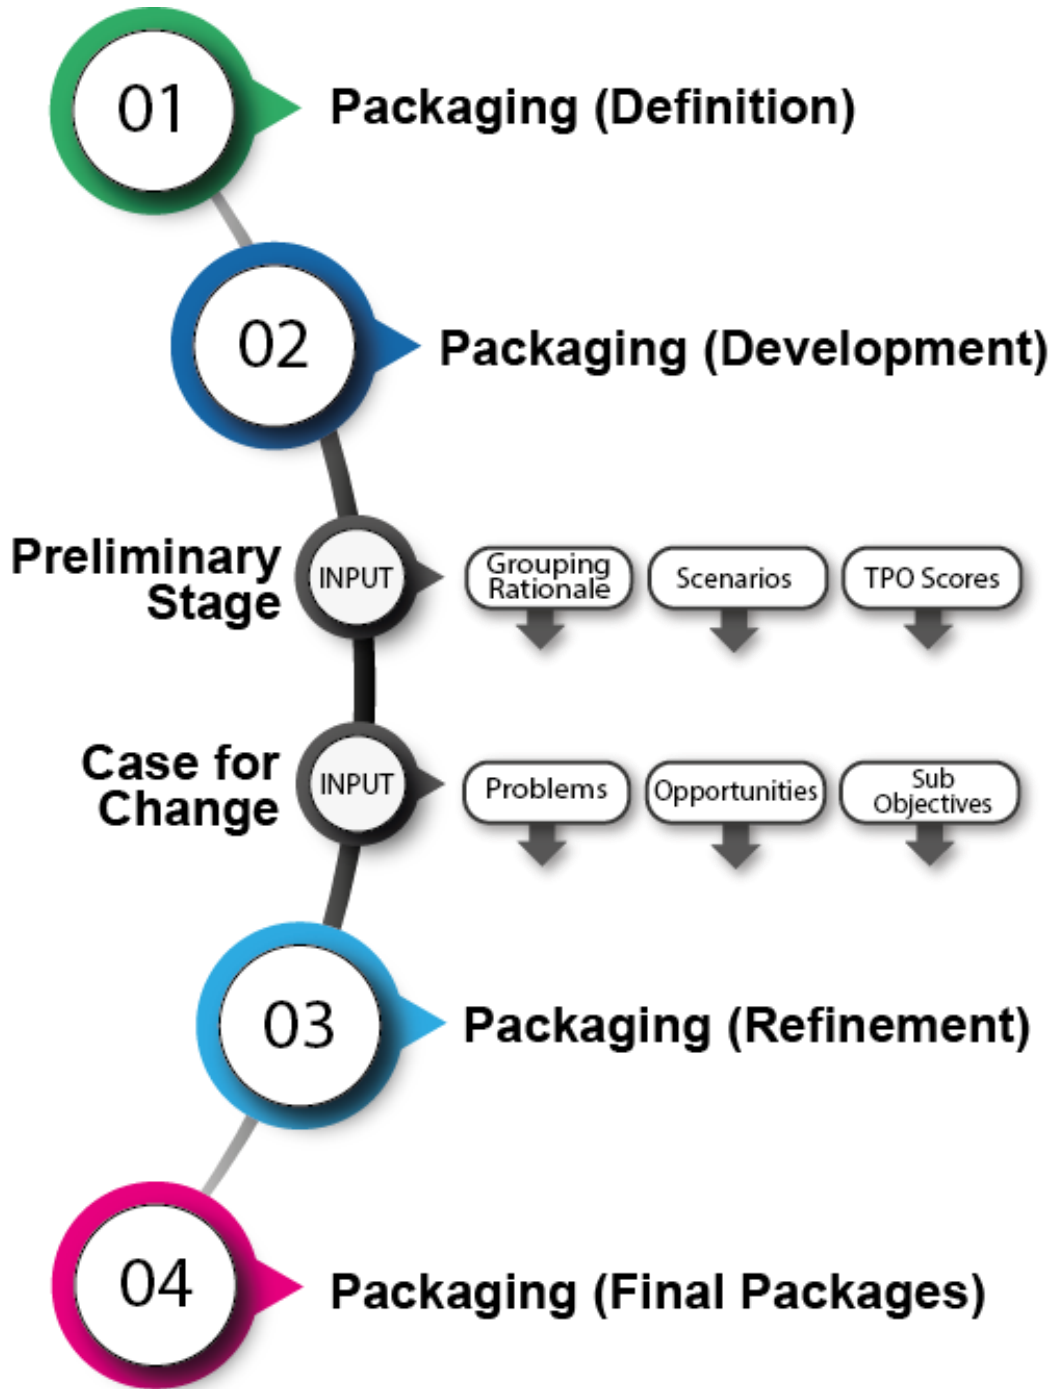 01
Packaging (Definition)
02
Packaging (Development)
Preliminary
Stage
INPUT
Grouping
Rationale
Scenarios
TPO Scores
Case for
Change
INPUT
Problems
Opportunities
Sub
Objectives
03
Packaging (Refinement)
04
Packaging (Final Packages)